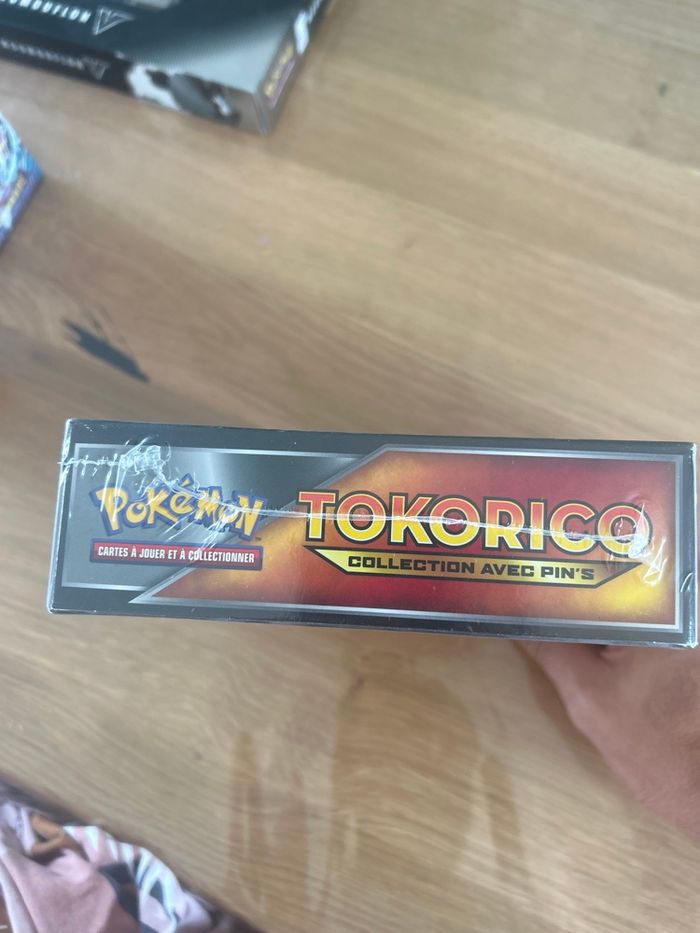 POKéMON
CARTES À JOUER ET À COLLECTIONNER
TOKORICO
COLLECTION AVEC PIN'S